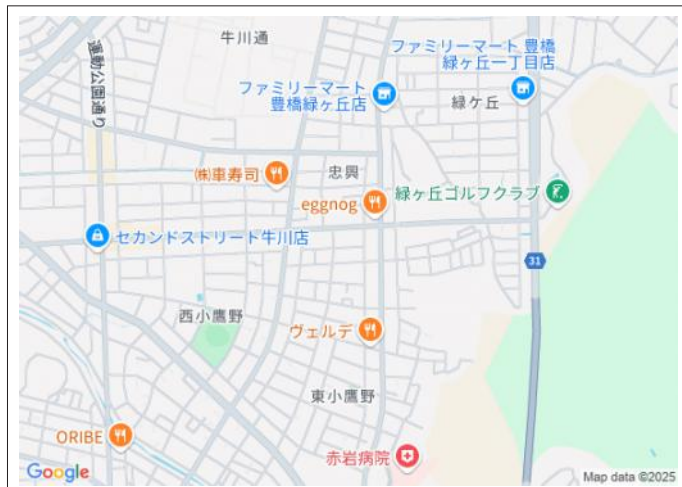 牛川通
運動公園通り
ファミリーマート 豊橋
緑ヶ丘一丁目店
ファミリーマート
豊橋緑ヶ丘店
緑ケ丘
㈱車寿司
忠興
eggnog
緑ヶ丘ゴルフクラブ
セカンドストリート牛川店
31
西小鷹野
ヴェルデ
東小鷹野
ORIBE
赤岩病院
Google
Map data ©2025